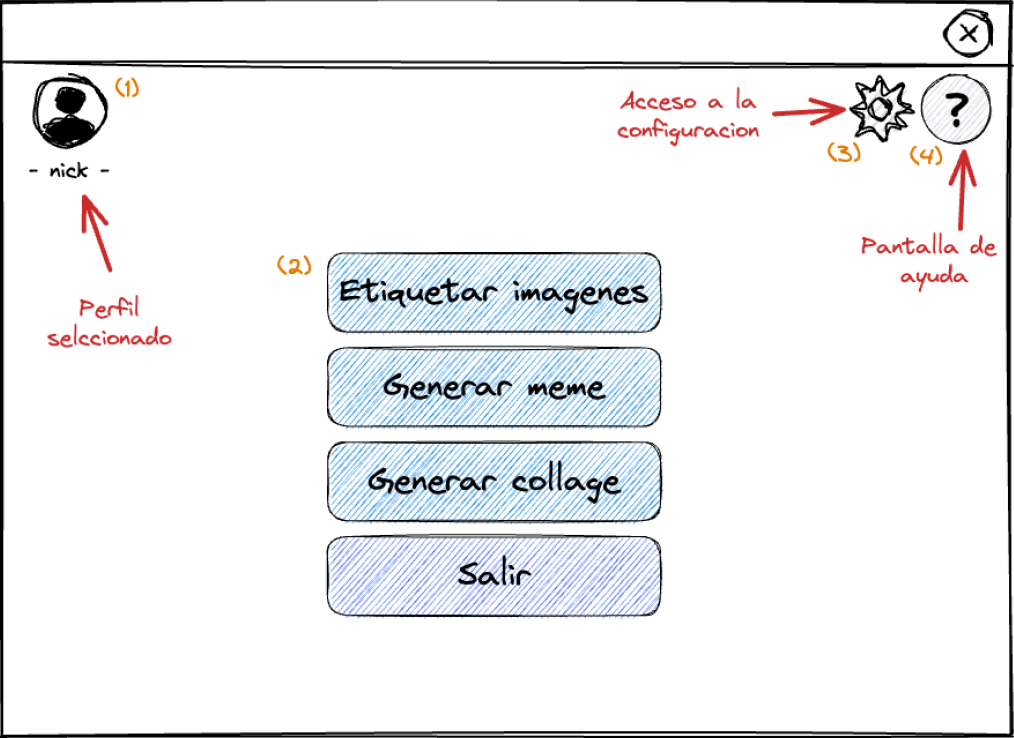 (1)
- nick -
Perfil
selccionado
Acceso a la
configuracion
(3)
(4)
?
Pantalla de
ayuda
(2)
Etiquetar imagenes
Generar meme
Generar collage
Salir